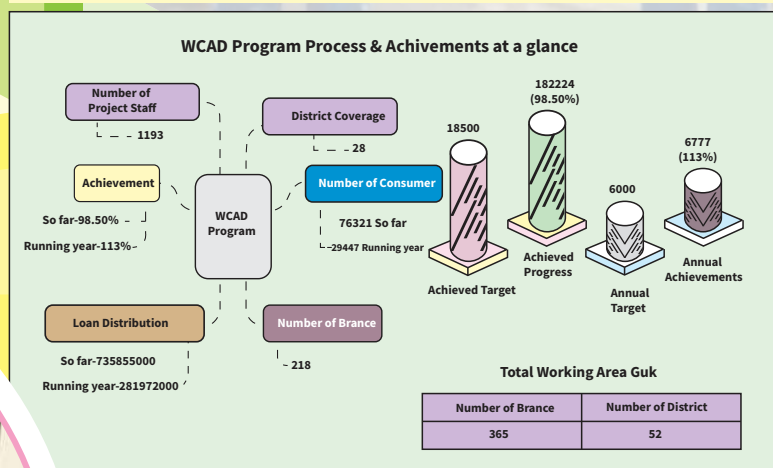 WCAD Program Process & Achivements at a glance
Number of
Project Staff
1193
District Coverage
28
Achievement
So far-98.50%
Running year-113%
WCAD
Program
Number of Consumer
76321 So far
29447 Running year
Loan Distribution
So far-735855000
Running year-281972000
Number of Brance
218
18500
Achieved Target
182224
(98.50%)
Achieved
Progress
6000
Annual
Target
6777
(113%)
Annual
Achievements
Total Working Area Guk
Number of Brance
Number of District
365
52